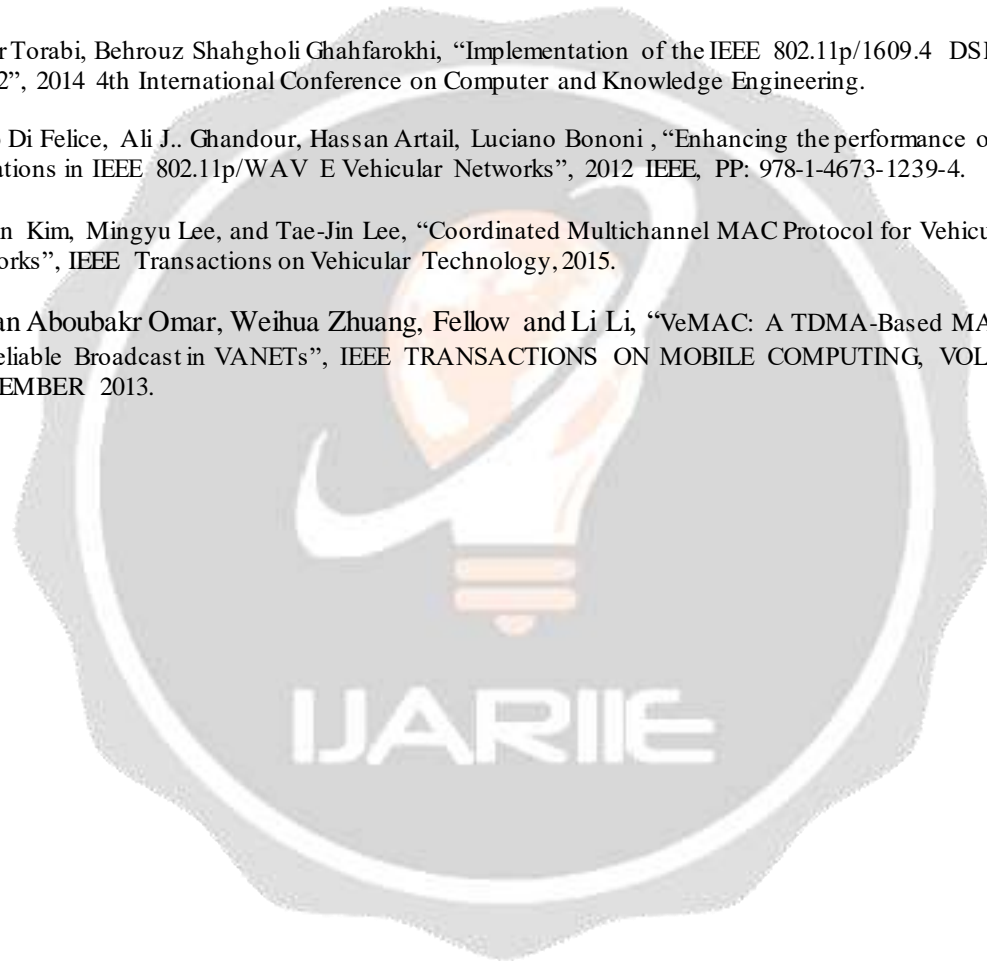 r Torabi, Behrouz Shahgholi Ghahfarokhi, “Implementation of the IEEE 802.11p/1609.4 DSI
2”, 2014 4th International Conference on Computer and Knowledge Engineering.
Di Felice, Ali J.. Ghandour, Hassan Artail, Luciano Bononi , “Enhancing the performance o
ations in IEEE 802.11p/WAV E Vehicular Networks”, 2012 IEEE, PP: 978-1-4673-1239-4.
n Kim, Mingyu Lee, and Tae-Jin Lee, “Coordinated Multichannel MAC Protocol for Vehicu
orks”, IEEE Transactions on Vehicular Technology, 2015.
an Aboubakr Omar, Weihua Zhuang, Fellow and Li Li, “VeMAC: A TDMA-Based MA
eliable Broadcast in VANETs”, IEEE TRANSACTIONS ON MOBILE COMPUTING, VOL
EMBER 2013.
IJARIIE